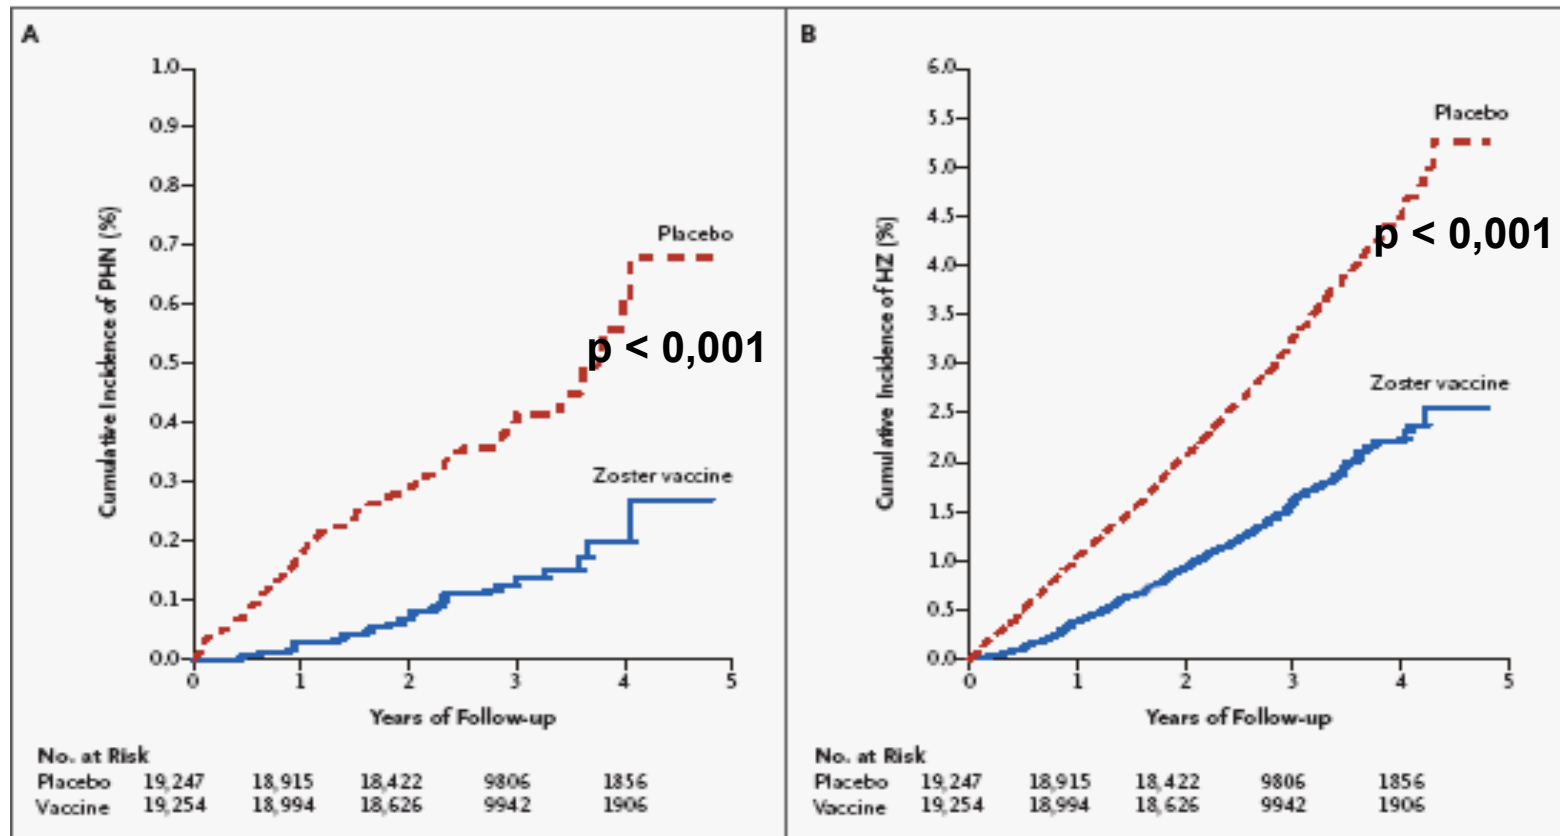 A
1.0
0.9
0.8
0.7
0.6
0.5
0.4
0.3
0.2
0.1
0.0
Cumulative Incidence of PHN (%)
Placebo
p < 0,001
Zoster vaccine
0 1 2 3 4 5
Years of Follow-up
No. at Risk
Placebo 19,247 18,915 18,422 9806 1856
Vaccine 19,254 18,994 18,626 9942 1906
B
6.0
5.5
5.0
4.5
4.0
3.5
3.0
2.5
2.0
1.5
1.0
0.5
0.0
Cumulative Incidence of HZ (%)
Placebo
p < 0,001
Zoster vaccine
0 1 2 3 4 5
Years of Follow-up
No. at Risk
Placebo 19,247 18,915 18,422 9806 1856
Vaccine 19,254 18,994 18,626 9942 1906